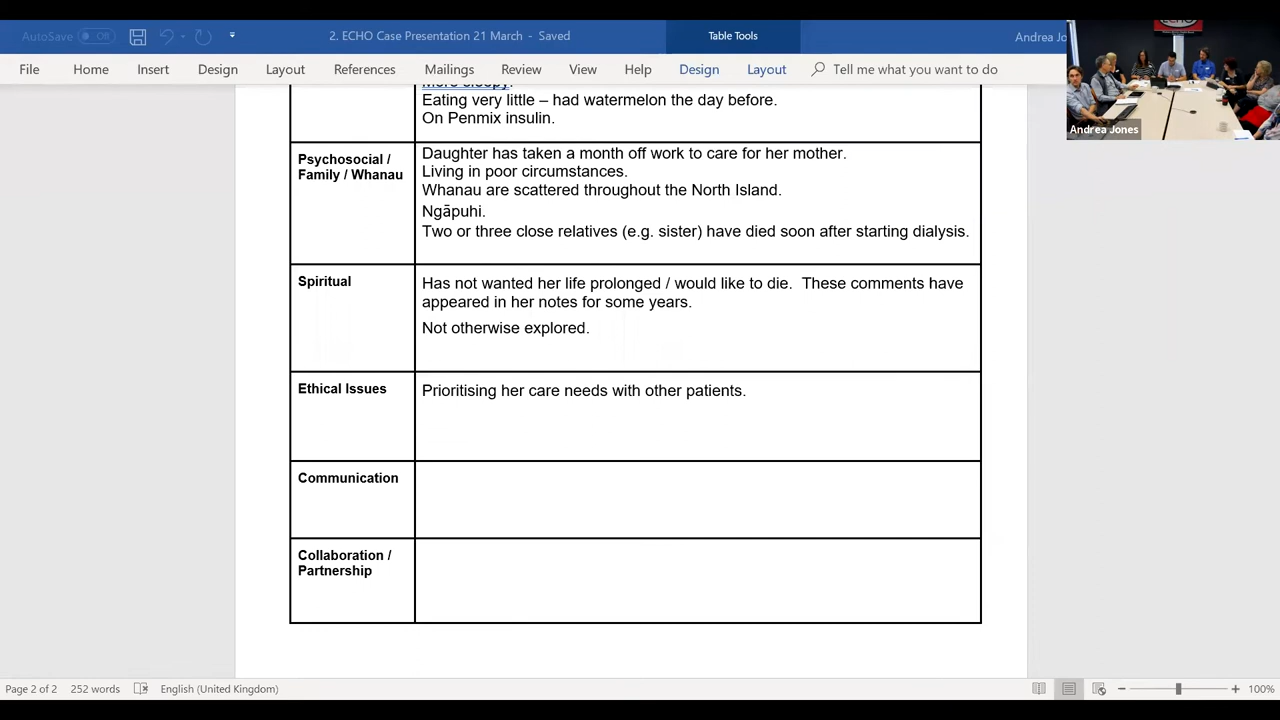 AutoSave Off 2. ECHO Case Presentation 21 March - Saved Table Tools Andrea Jo
File Home Insert Design Layout References Mailings Review View Help Design Layout Tell me what you want to do
ECHO
Andrea Jones
More sleepy.
Eating very little – had watermelon the day before.
On Penmix insulin.
Psychosocial /
Family / Whanau
Daughter has taken a month off work to care for her mother.
Living in poor circumstances.
Whanau are scattered throughout the North Island.
Ngāpuhi.
Two or three close relatives (e.g. sister) have died soon after starting dialysis.
Spiritual
Has not wanted her life prolonged / would like to die.  These comments have
appeared in her notes for some years.
Not otherwise explored.
Ethical Issues
Prioritising her care needs with other patients.
Communication
Collaboration /
Partnership
Page 2 of 2 252 words English (United Kingdom) 100%